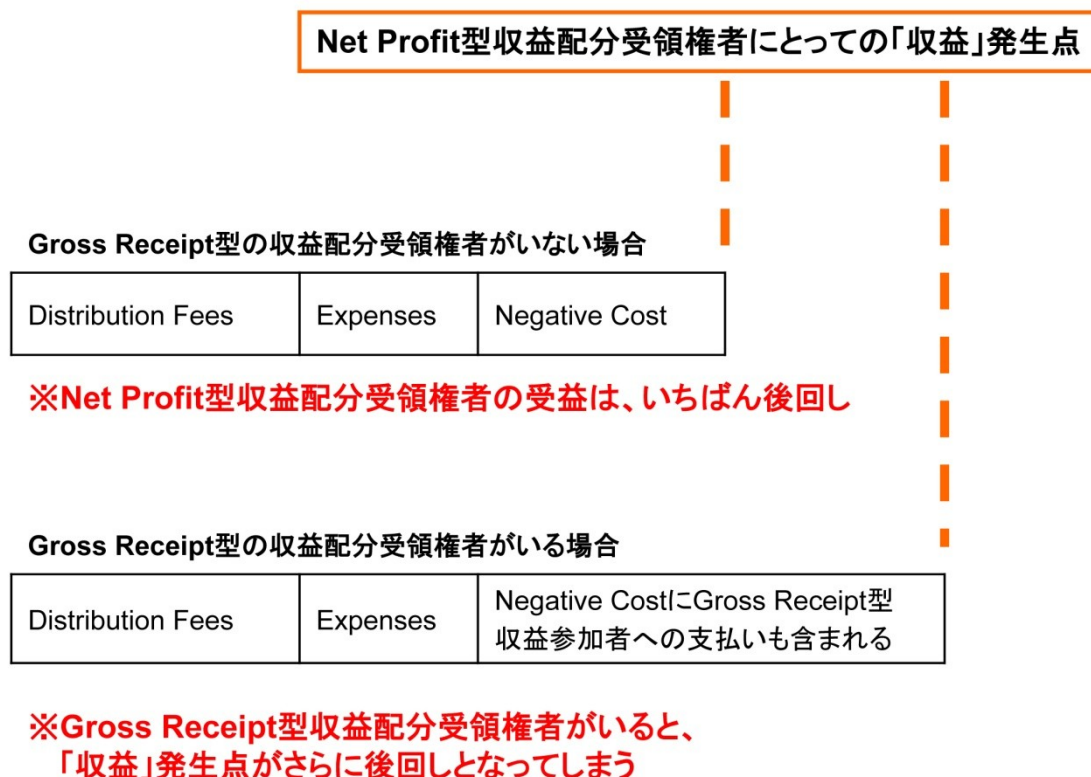 Net Profit型収益配分受領権者にとっての「収益」発生点
Gross Receipt型の収益配分受領権者がいない場合
Distribution Fees
Expenses
Negative Cost
※Net Profit型収益配分受領権者の受益は、いちばん後回し
Gross Receipt型の収益配分受領権者がいる場合
Distribution Fees
Expenses
Negative CostにGross Receipt型
収益参加者への支払いも含まれる
※Gross Receipt型収益配分受領権者がいると、
「収益」発生点がさらに後回しとなってしまう